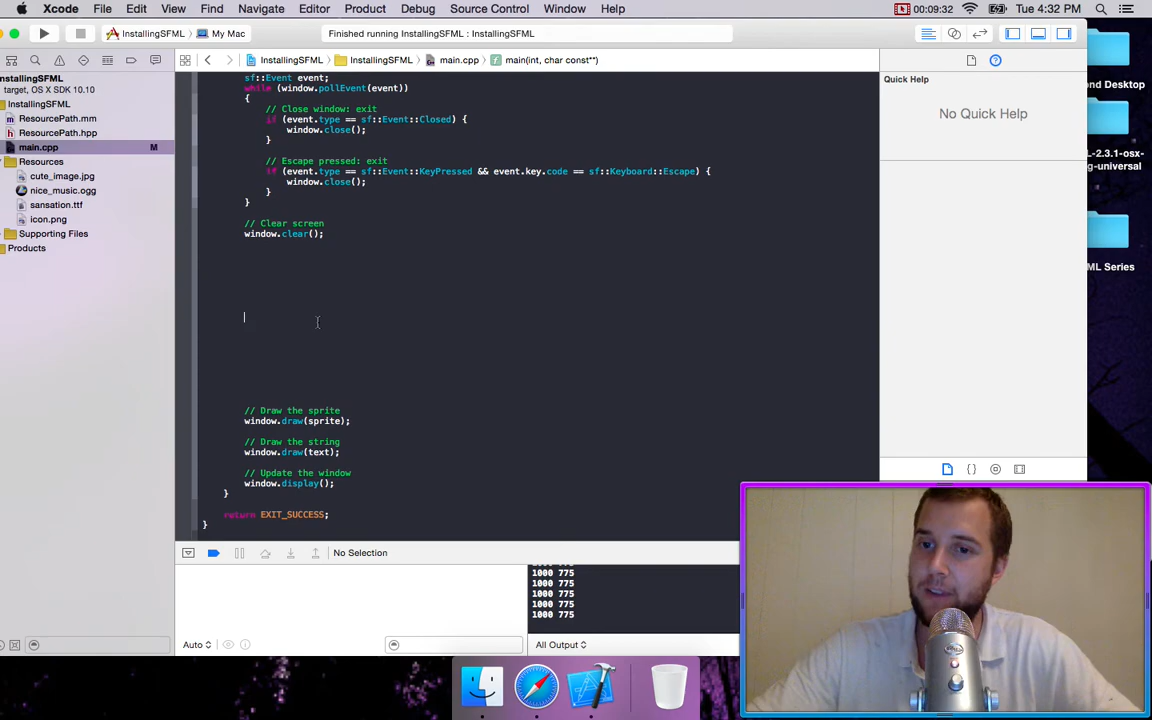 Xcode File Edit View Find Navigate Editor Product Debug Source Control Window Help 00:09:32 Tue 4:32 PM
InstallingSFML My Mac Finished running InstallingSFML : InstallingSFML
InstallingSFML InstallingSFML main.cpp main(int, char const**)
nstallingSFML
target, OS X SDK 10.10
InstallingSFML
ResourcePath.mm
ResourcePath.hpp
main.cpp M
Resources
cute_image.jpg
nice_music.ogg
sansation.ttf
icon.png
Supporting Files
Products
sf::Event event;
while (window.pollEvent(event))
{
// Close window: exit
if (event.type == sf::Event::Closed) {
window.close();
}
// Escape pressed: exit
if (event.type == sf::Event::KeyPressed && event.key.code == sf::Keyboard::Escape) {
window.close();
}
}
// Clear screen
window.clear();
// Draw the sprite
window.draw(sprite);
// Draw the string
window.draw(text);
// Update the window
window.display();
}
return EXIT_SUCCESS;
}
Quick Help
No Quick Help
ond Desktop
L-2.3.1-osx-
g-universal
ML Series
No Selection
1000 775
1000 775
1000 775
1000 775
1000 775
Auto
All Output